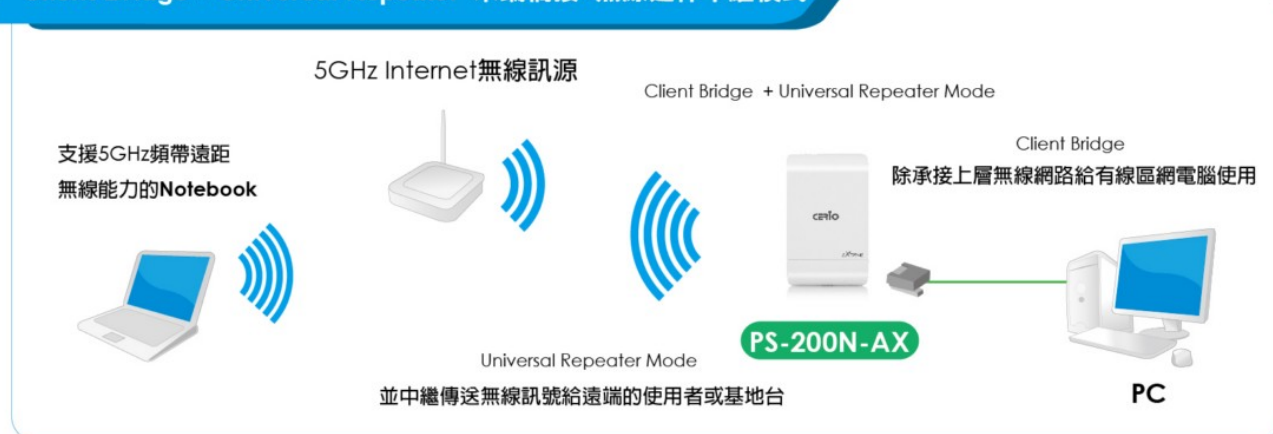 5GHz Internet無線訊源
Client Bridge + Universal Repeater Mode
支援5GHz頻帶遠距
無線能力的Notebook
Client Bridge
除承接上層無線網路給有線區網電腦使用
CERIO
PS-200N-AX
Universal Repeater Mode
並中繼傳送無線訊號給遠端的使用者或基地台
PC